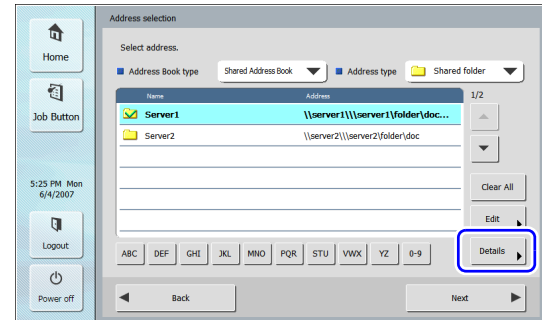 Home
Job Button
5:25 PM Mon
6/4/2007
Logout
Power off
Address selection
Select address.
Address Book type
Shared Address Book
Address type
Shared folder
Name
Address
1/2
Server1
\\server1\\\server1\folder\doc...
Server2
\\server2\\\server2\folder\doc
Clear All
Edit
Details
ABC
DEF
GHI
JKL
MNO
PQR
STU
VWX
YZ
0-9
Back
Next